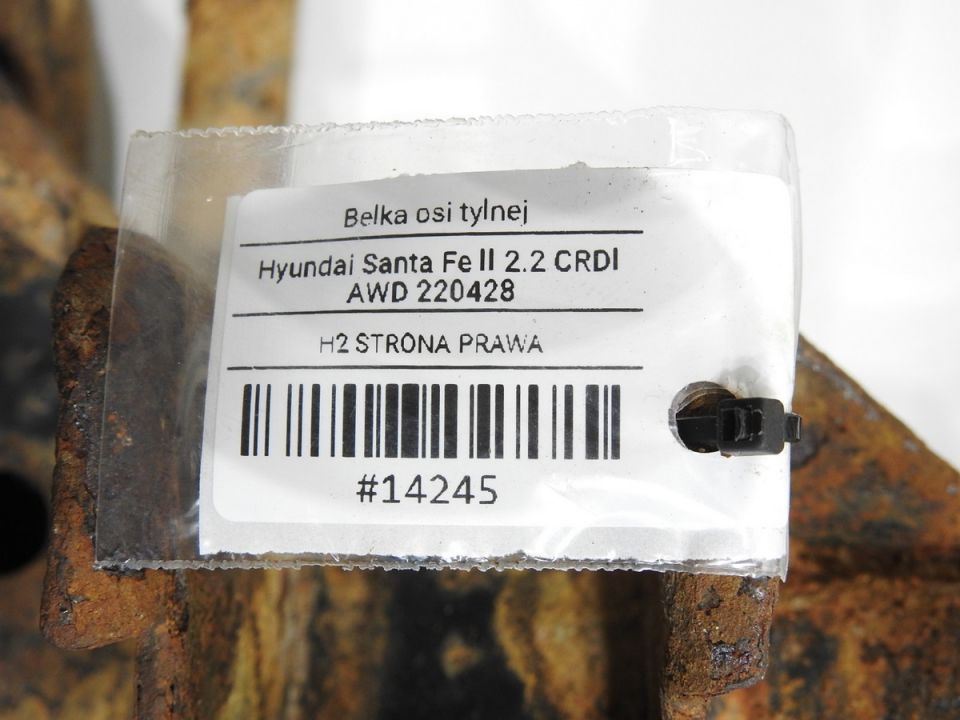 Belka osi tylnej
Hyundai Santa Fe II 2.2 CRDI
AWD 220428
H2 STRONA PRAWA
#14245